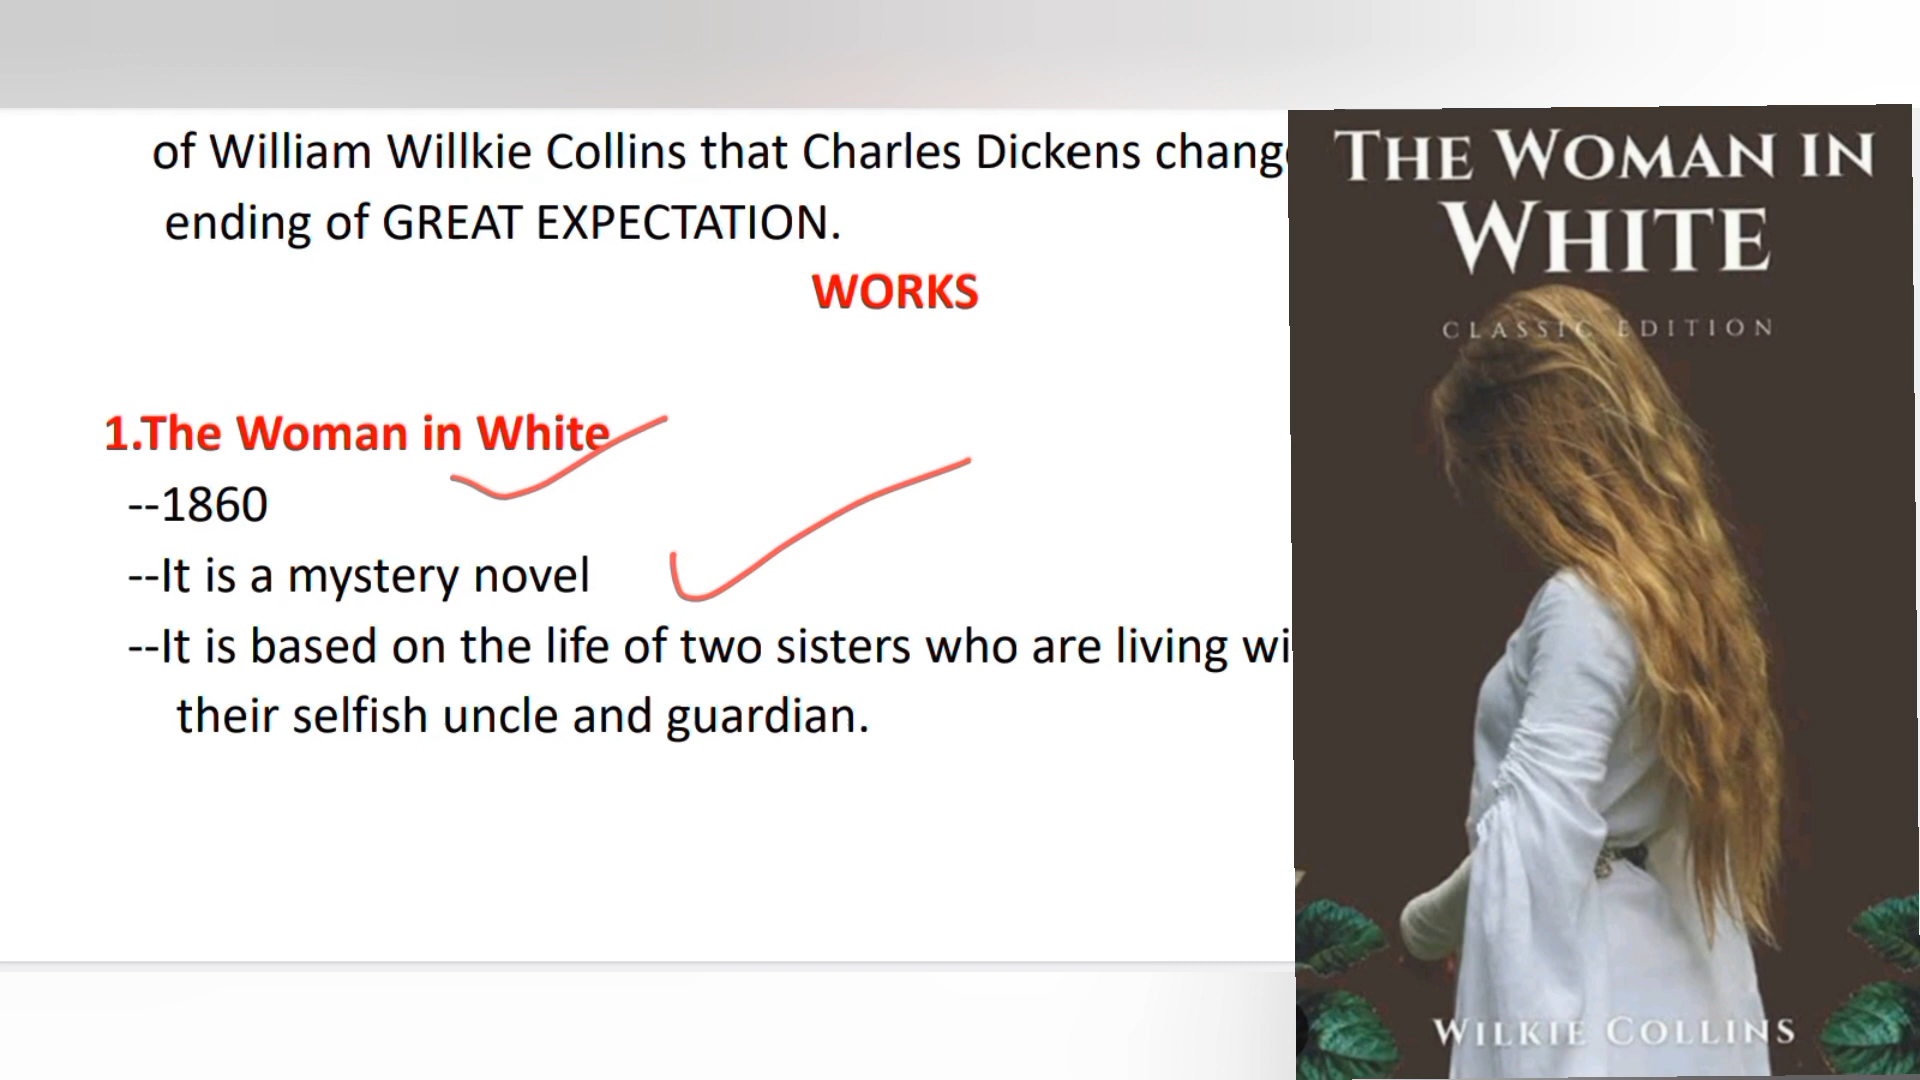 of William Willkie Collins that Charles Dickens chang
ending of GREAT EXPECTATION.
WORKS
1.The Woman in White
--1860
--It is a mystery novel
--It is based on the life of two sisters who are living wi
their selfish uncle and guardian.
THE WOMAN IN
WHITE
CLASSIC EDITION
WILKIE COLLINS